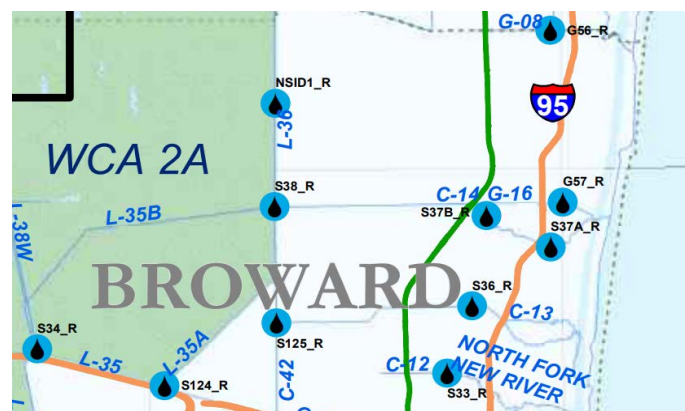 G-08
G56_R
NSID1_R
95
L-36
WCA 2A
S38_R
G57_R
C-14
G-16
S37B_R
L-35B
L-38W
S37A_R
BROWARD
S36_R
C-13
S34_R
S125_R
L-35A
L-35
NORTH FORK
NEW RIVER
C-12
S124_R
C-42
S33_R